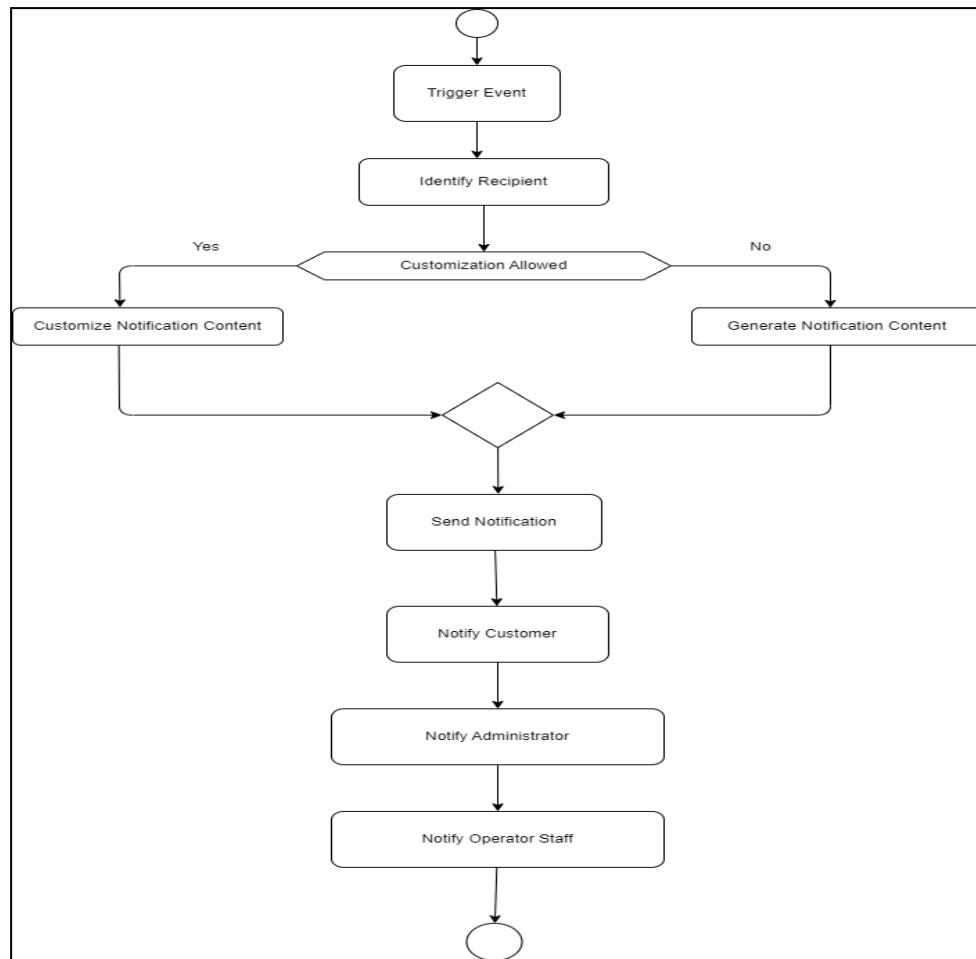 Trigger Event
Identify Recipient
Yes
No
Customization Allowed
Customize Notification Content
Generate Notification Content
Send Notification
Notify Customer
Notify Administrator
Notify Operator Staff